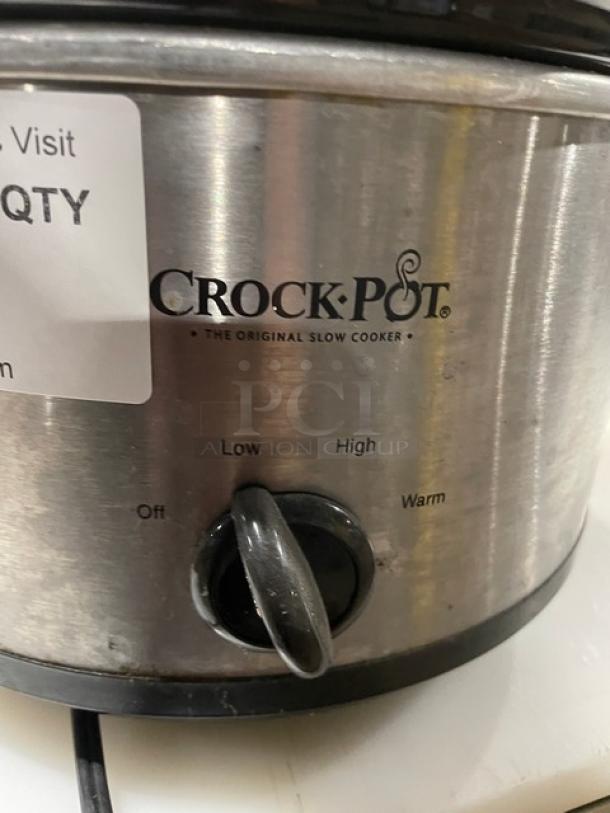 Visit
QTY
CROCK·POT®
• THE ORIGINAL SLOW COOKER •
PCI
AUCTION GROUP
Low
High
Off
Warm